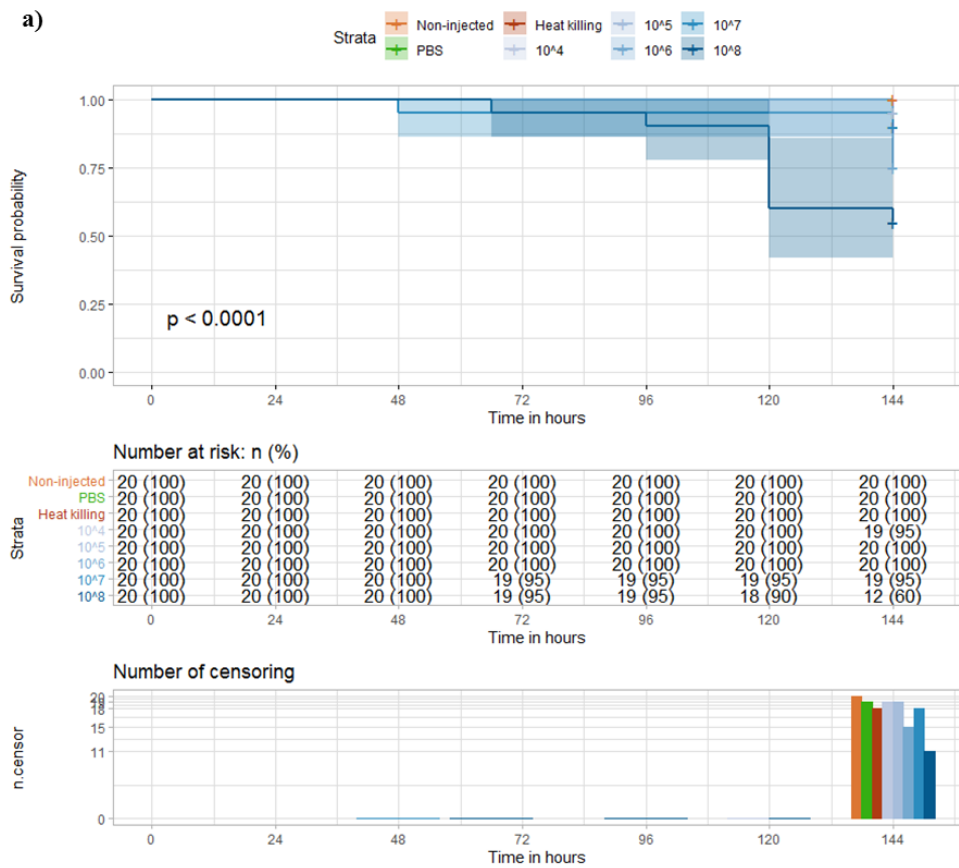 a)
Strata Non-injected Heat killing 10^5 10^7
PBS 10^4 10^6 10^8
Survival probability
1.00
0.75
0.50
0.25
0.00
p < 0.0001
0 24 48 72 96 120 144
Time in hours
Number at risk: n (%)
Strata
Non-injected 20 (100) 20 (100) 20 (100) 20 (100) 20 (100) 20 (100) 20 (100)
PBS 20 (100) 20 (100) 20 (100) 20 (100) 20 (100) 20 (100) 20 (100)
Heat killing 20 (100) 20 (100) 20 (100) 20 (100) 20 (100) 20 (100) 20 (100)
10^4 20 (100) 20 (100) 20 (100) 20 (100) 20 (100) 20 (100) 19 (95)
10^5 20 (100) 20 (100) 20 (100) 20 (100) 20 (100) 20 (100) 20 (100)
10^6 20 (100) 20 (100) 20 (100) 20 (100) 20 (100) 20 (100) 20 (100)
10^7 20 (100) 20 (100) 20 (100) 19 (95) 19 (95) 19 (95) 19 (95)
10^8 20 (100) 20 (100) 20 (100) 19 (95) 19 (95) 18 (90) 12 (60)
0 24 48 72 96 120 144
Time in hours
Number of censoring
n.censor
20
18
15
11
0
0 24 48 72 96 120 144
Time in hours